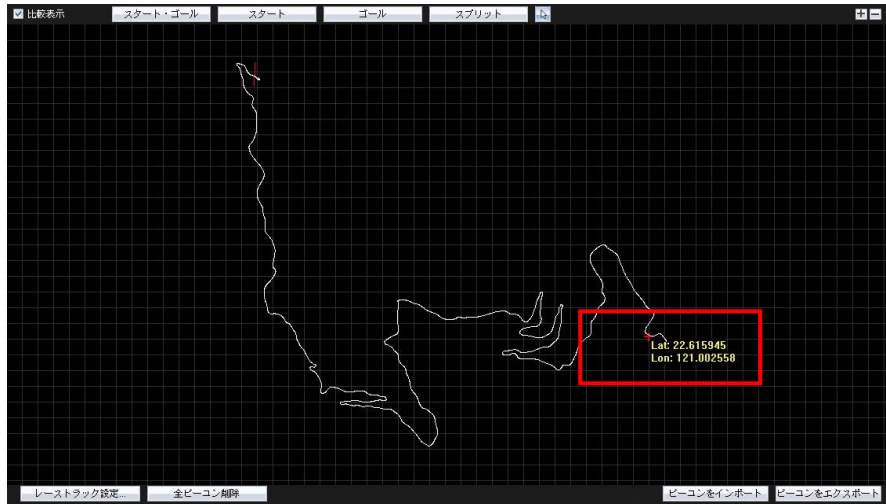 比較表示
スタート・ゴール
スタート
ゴール
スプリット
Lat: 22.615945
Lon: 121.002558
レーストラック設定...
全ビーコン削除
ビーコンをインポート
ビーコンをエクスポート